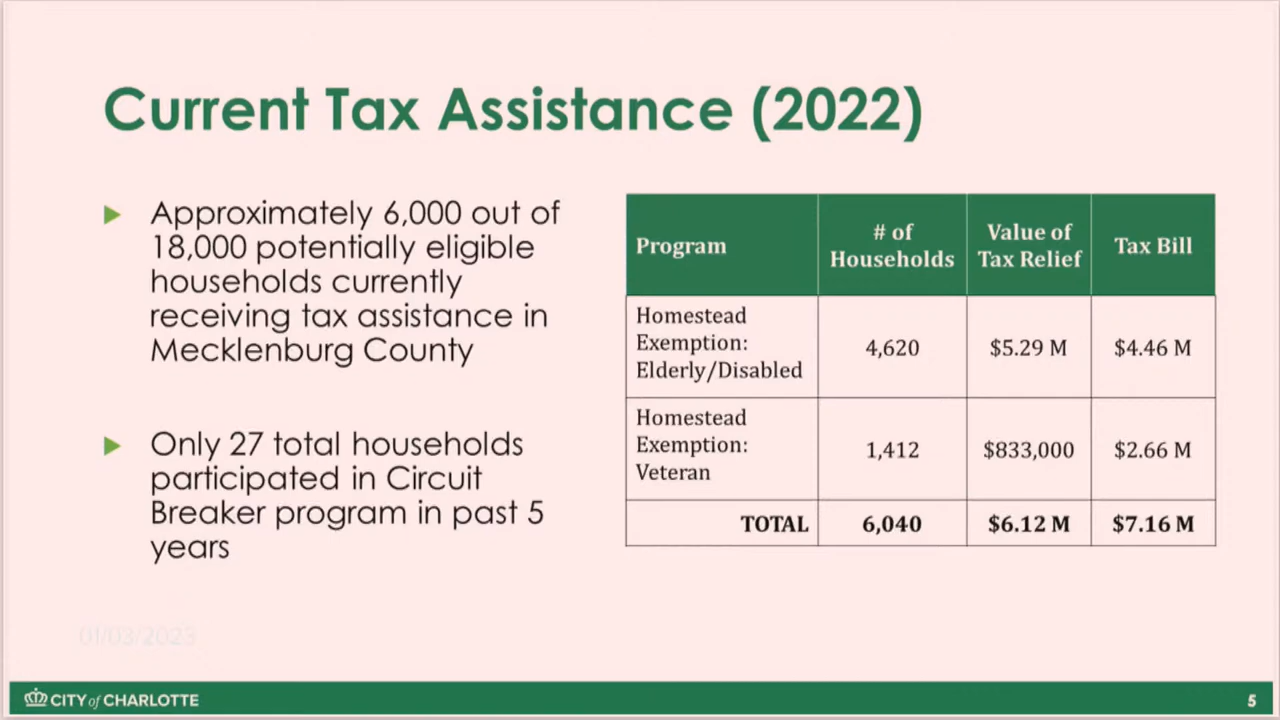 Current Tax Assistance (2022)
Approximately 6,000 out of
18,000 potentially eligible
households currently
receiving tax assistance in
Mecklenburg County
Only 27 total households
participated in Circuit
Breaker program in past 5
years
Program # of Households Value of Tax Relief Tax Bill
Homestead
Exemption:
Elderly/Disabled 4,620 $5.29 M $4.46 M
Homestead
Exemption:
Veteran 1,412 $833,000 $2.66 M
TOTAL 6,040 $6.12 M $7.16 M
01/03/2023
CITY of CHARLOTTE
5